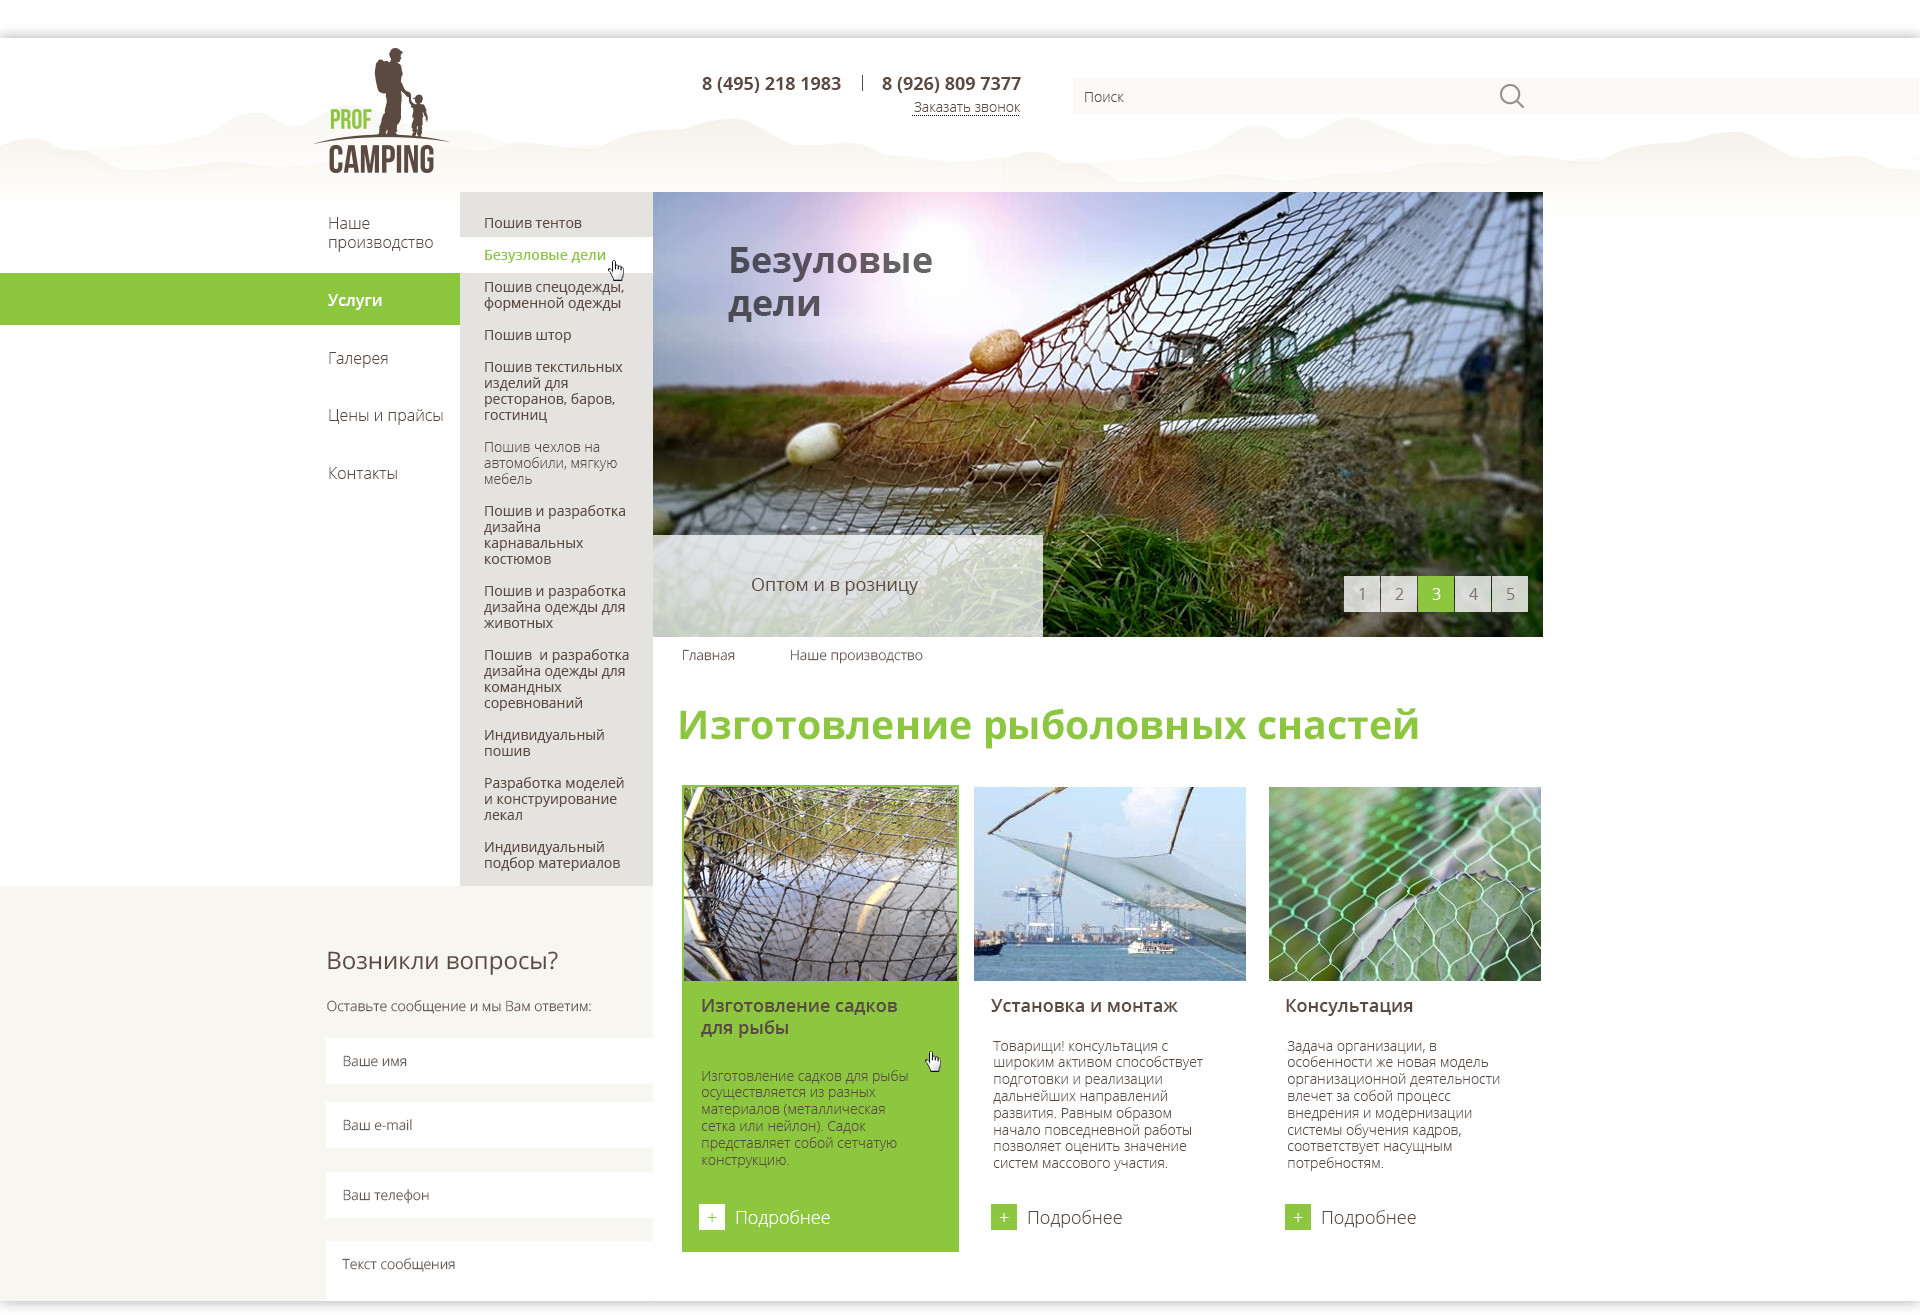 PROF
CAMPING
8 (495) 218 1983 | 8 (926) 809 7377
Заказать звонок
Поиск
Наше
производство
Услуги
Галерея
Цены и прайсы
Контакты
Пошив тентов
Безузловые дели
Пошив спецодежды,
форменной одежды
Пошив штор
Пошив текстильных
изделий для
ресторанов, баров,
гостиниц
Пошив чехлов на
автомобили, мягкую
мебель
Пошив и разработка
дизайна
карнавальных
костюмов
Пошив и разработка
дизайна одежды для
животных
Пошив  и разработка
дизайна одежды для
командных
соревнований
Индивидуальный
пошив
Разработка моделей
и конструирование
лекал
Индивидуальный
подбор материалов
Безуловые
дели
Оптом и в розницу
1 2 3 4 5
Главная Наше производство
Изготовление рыболовных снастей
Изготовление садков
для рыбы
Изготовление садков для рыбы
осуществляется из разных
материалов (металлическая
сетка или нейлон). Садок
представляет собой сетчатую
конструкцию.
+ Подробнее
Установка и монтаж
Товарищи! консультация с
широким активом способствует
подготовки и реализации
дальнейших направлений
развития. Равным образом
начало повседневной работы
позволяет оценить значение
систем массового участия.
+ Подробнее
Консультация
Задача организации, в
особенности же новая модель
организационной деятельности
влечет за собой процесс
внедрения и модернизации
системы обучения кадров,
соответствует насущным
потребностям.
+ Подробнее
Возникли вопросы?
Оставьте сообщение и мы Вам ответим:
Ваше имя
Ваш e-mail
Ваш телефон
Текст сообщения